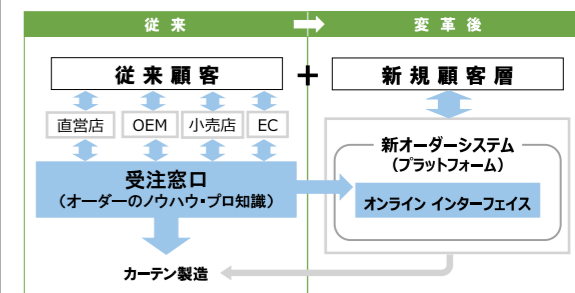 従来
変革後
従来顧客
+
新規顧客層
直営店
OEM
小売店
EC
受注窓口
(オーダーのノウハウ・プロ知識)
新オーダーシステム
(プラットフォーム)
オンライン インターフェイス
カーテン製造